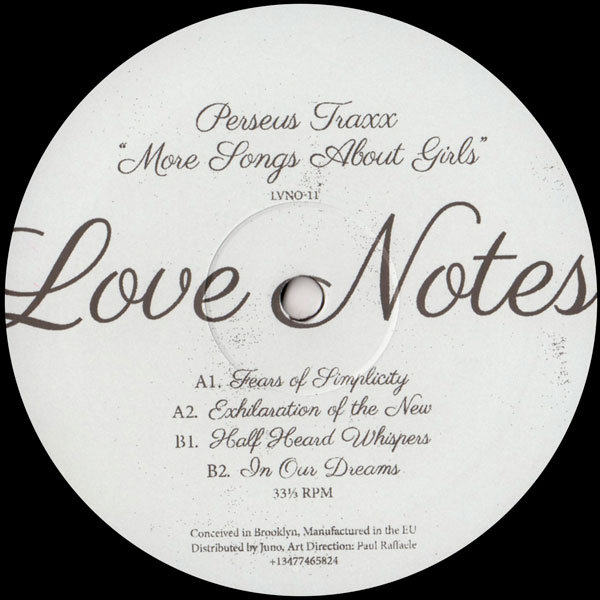 Perseus Traxx
“More Songs About Girls”
LVNO-11
Love Notes
A1. Fears of Simplicity
A2. Exhilaration of the New
B1. Half Heard Whispers
B2. In Our Dreams
33⅓ RPM
Conceived in Brooklyn, Manufactured in the EU
Distributed by Juno, Art Direction: Paul Raffaele
+13477465824